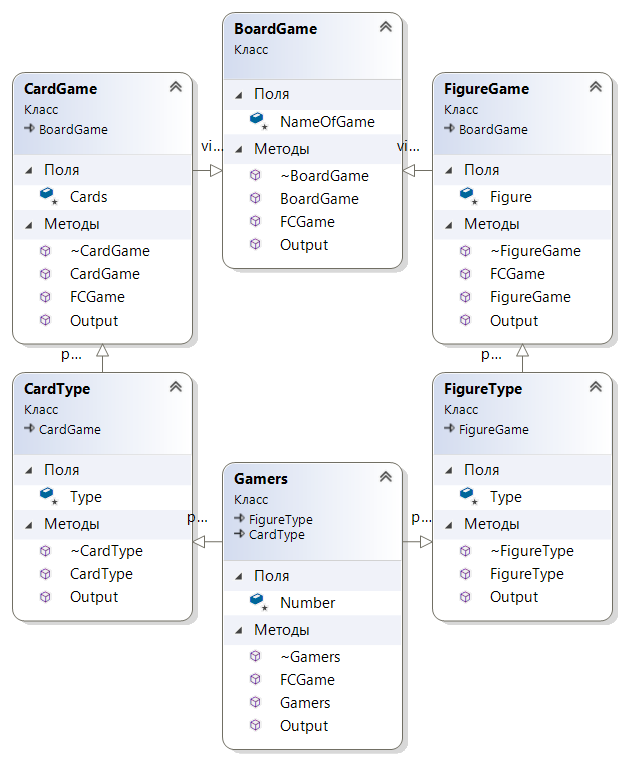 BoardGame
Класс
Поля
NameOfGame
Методы
~BoardGame
BoardGame
FCGame
Output
CardGame
Класс
BoardGame
Поля
Cards
Методы
~CardGame
CardGame
FCGame
Output
FigureGame
Класс
BoardGame
Поля
Figure
Методы
~FigureGame
FCGame
FigureGame
Output
vi...
vi...
p...
p...
CardType
Класс
CardGame
Поля
Type
Методы
~CardType
CardType
Output
Gamers
Класс
FigureType
CardType
Поля
Number
Методы
~Gamers
FCGame
Gamers
Output
FigureType
Класс
FigureGame
Поля
Type
Методы
~FigureType
FigureType
Output
p...
p...